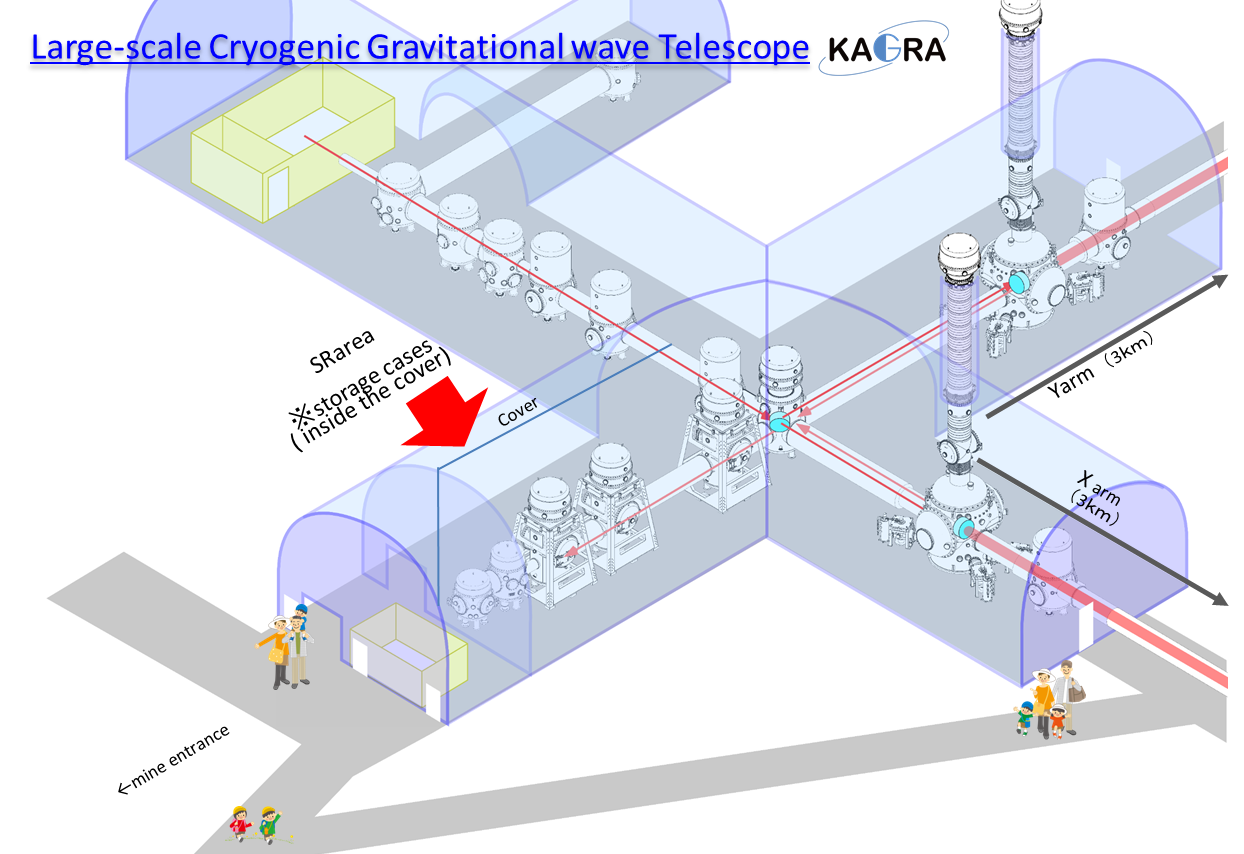 Large-scale Cryogenic Gravitational wave Telescope
KAGRA
SRarea
※storage cases
( inside the cover)
Cover
Yarm (3km)
X arm
(3km)
←mine entrance